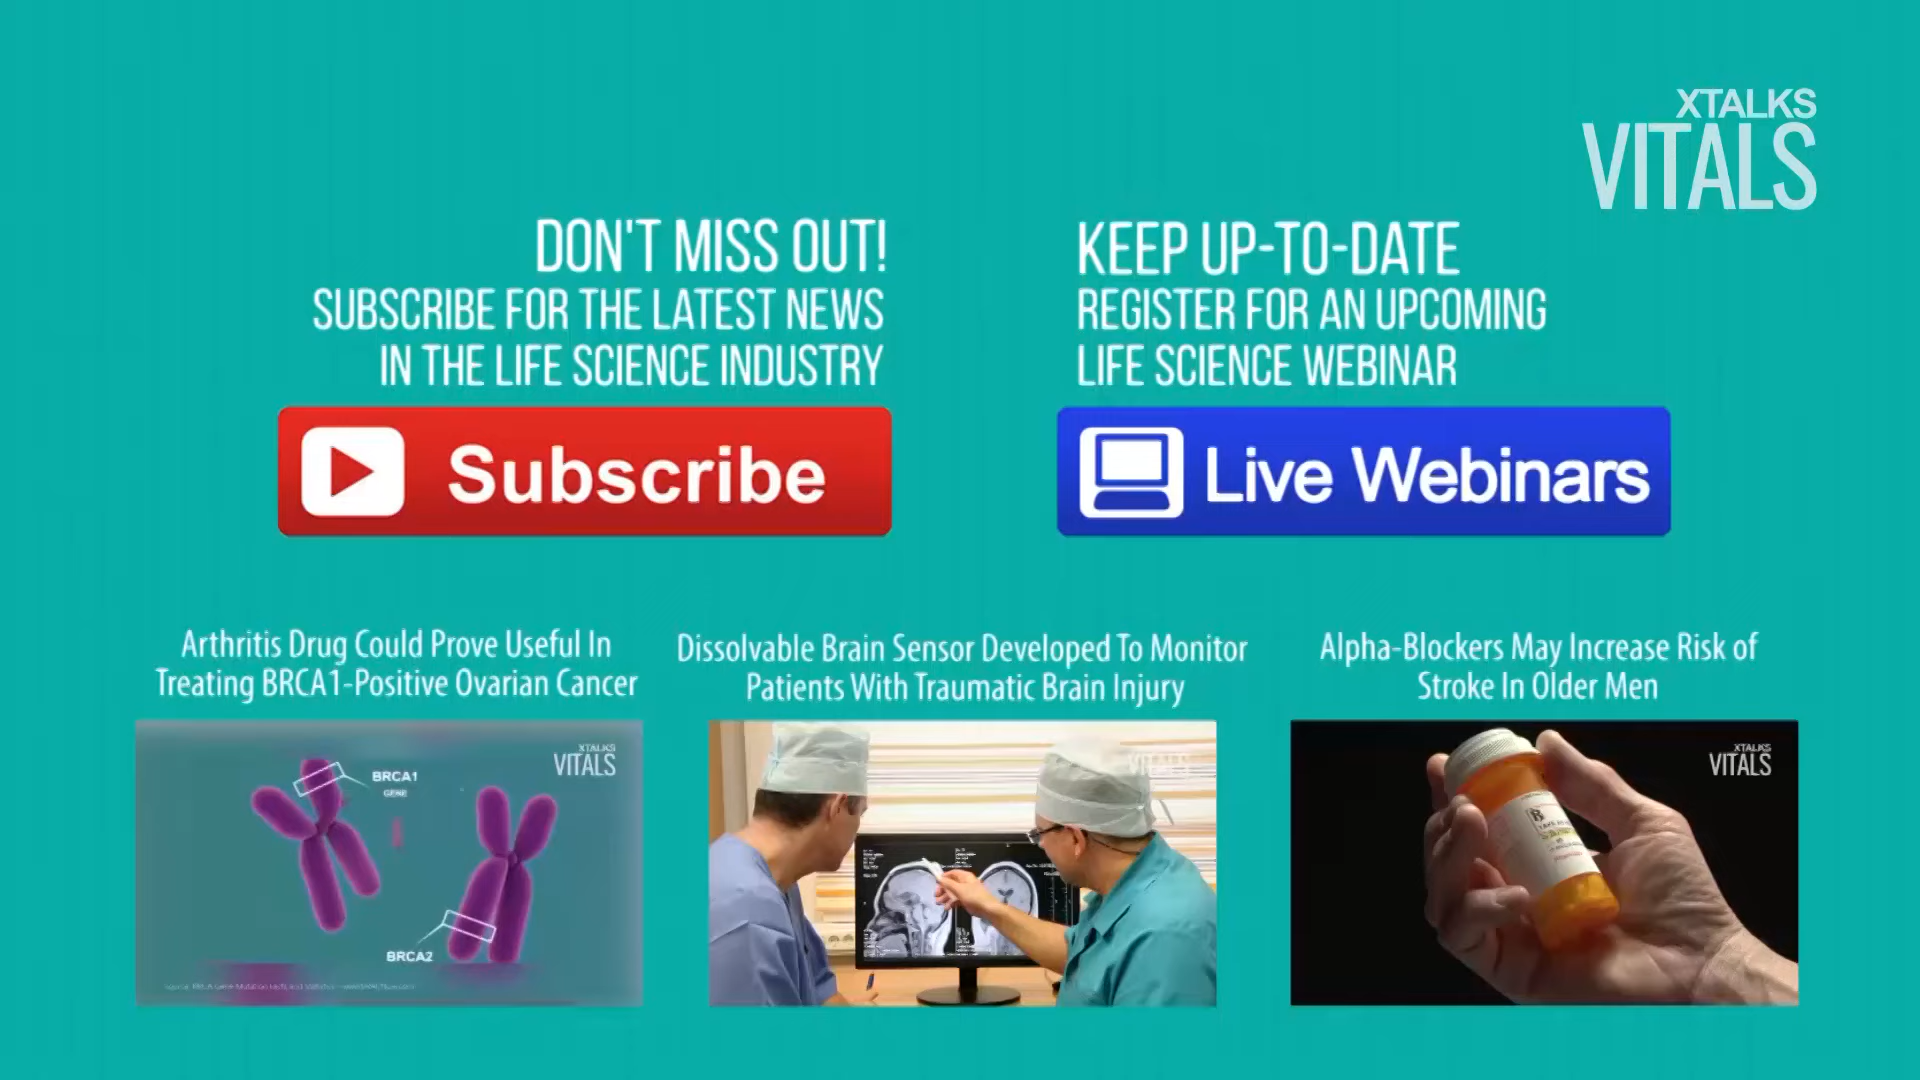 XTALKS
VITALS
DON'T MISS OUT!
SUBSCRIBE FOR THE LATEST NEWS
IN THE LIFE SCIENCE INDUSTRY
Subscribe
KEEP UP-TO-DATE
REGISTER FOR AN UPCOMING
LIFE SCIENCE WEBINAR
Live Webinars
Arthritis Drug Could Prove Useful In
Treating BRCA1-Positive Ovarian Cancer
XTALKS
VITALS
BRCA1
GENE
BRCA2
Dissolvable Brain Sensor Developed To Monitor
Patients With Traumatic Brain Injury
VITALS
Alpha-Blockers May Increase Risk of
Stroke In Older Men
XTALKS
VITALS